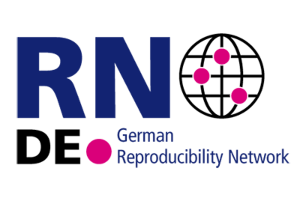 RN
DE.
German
Reproducibility Network